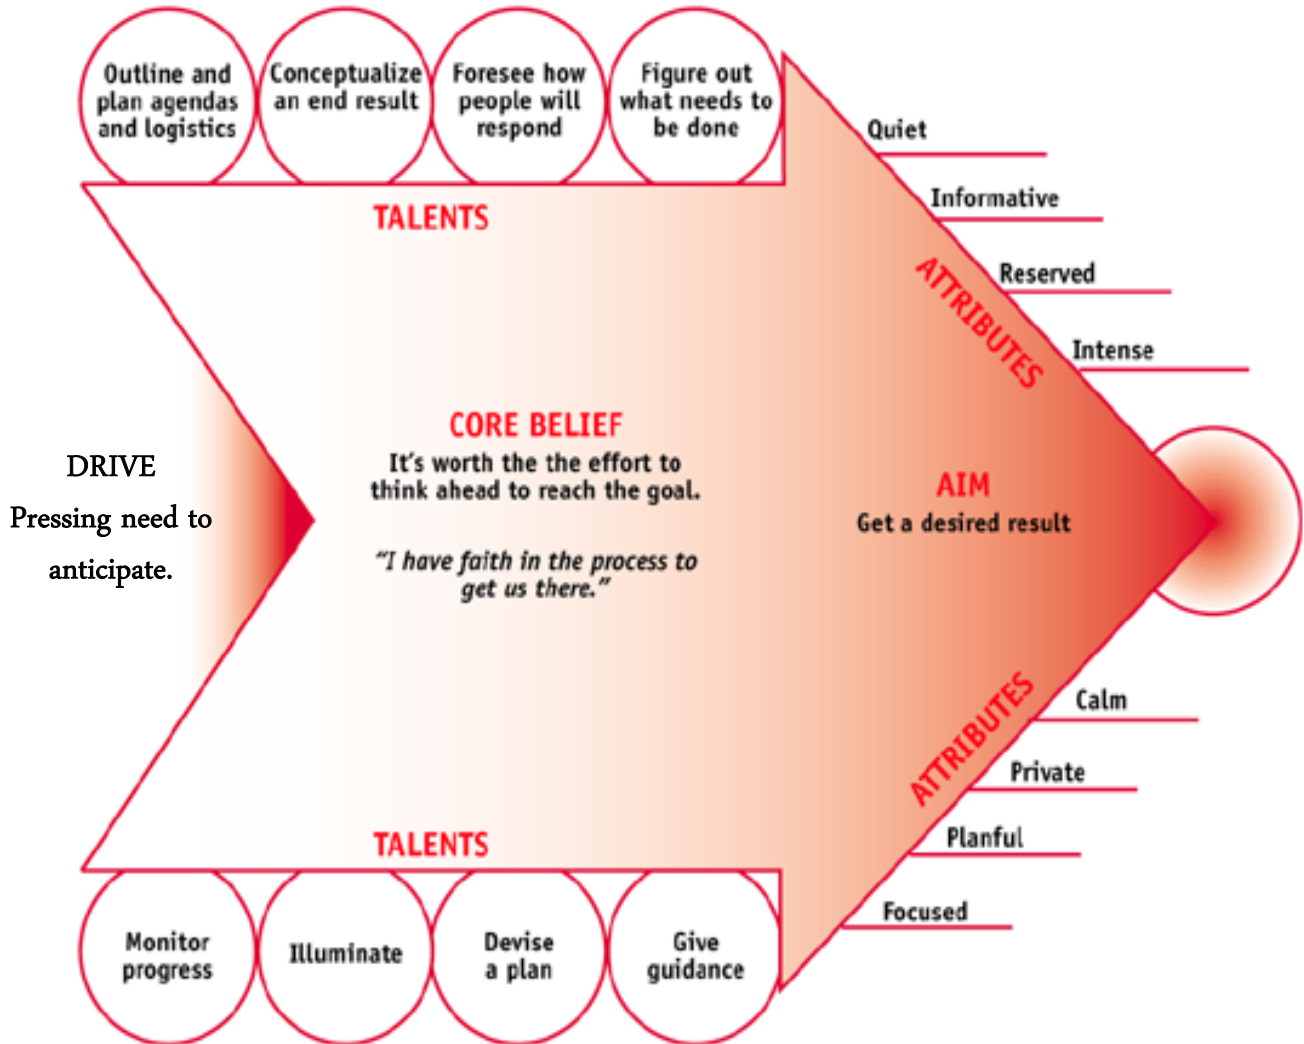 Outline and
plan agendas
and logistics
Conceptualize
an end result
Foresee how
people will
respond
Figure out
what needs to
be done
Quiet
Informative
Reserved
Intense
TALENTS
ATTRIBUTES
DRIVE
Pressing need to
anticipate.
CORE BELIEF
It's worth the the effort to
think ahead to reach the goal.
"I have faith in the process to
get us there."
AIM
Get a desired result
ATTRIBUTES
Calm
Private
Planful
Focused
TALENTS
Monitor
progress
Illuminate
Devise
a plan
Give
guidance